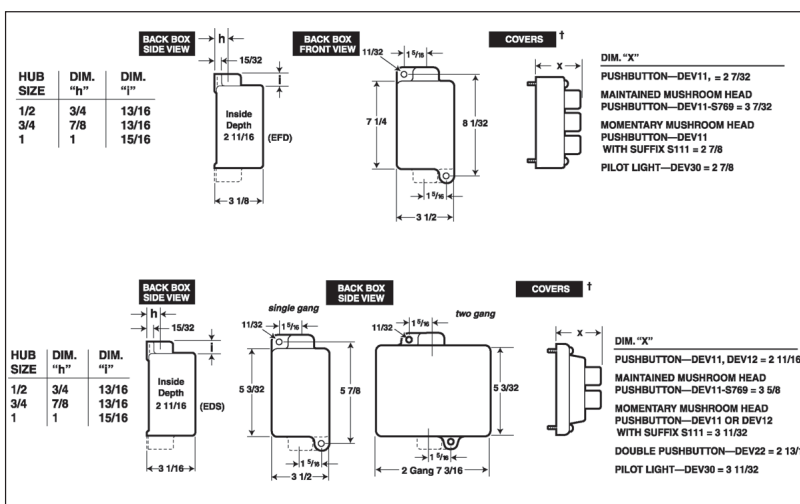 BACK BOX
SIDE VIEW
h
15/32
i
Inside
Depth
2 11/16
(EFD)
3 1/8
HUB SIZE DIM. "h" DIM. "i"
1/2 3/4 13/16
3/4 7/8 13/16
1 1 15/16
BACK BOX
FRONT VIEW
11/32
1 5/16
7 1/4
8 1/32
1 5/16
3 1/2
COVERS †
x
DIM. "X"
PUSHBUTTON—DEV11, = 2 7/32
MAINTAINED MUSHROOM HEAD
PUSHBUTTON—DEV11-S769 = 3 7/32
MOMENTARY MUSHROOM HEAD
PUSHBUTTON—DEV11
WITH SUFFIX S111 = 2 7/8
PILOT LIGHT—DEV30 = 2 7/8
BACK BOX
SIDE VIEW
h
15/32
i
Inside
Depth
2 11/16
(EDS)
3 1/16
HUB SIZE DIM. "h" DIM. "i"
1/2 3/4 13/16
3/4 7/8 13/16
1 1 15/16
BACK BOX
SIDE VIEW
single gang
11/32
1 5/16
5 3/32
5 7/8
1 5/16
3 1/2
two gang
11/32
1 5/16
5 3/32
1 5/16
2 Gang 7 3/16
COVERS †
x
DIM. "X"
PUSHBUTTON—DEV11, DEV12 = 2 11/16
MAINTAINED MUSHROOM HEAD
PUSHBUTTON—DEV11-S769 = 3 5/8
MOMENTARY MUSHROOM HEAD
PUSHBUTTON—DEV11 OR DEV12
WITH SUFFIX S111 = 3 11/32
DOUBLE PUSHBUTTON—DEV22 = 2 13/
PILOT LIGHT—DEV30 = 3 11/32